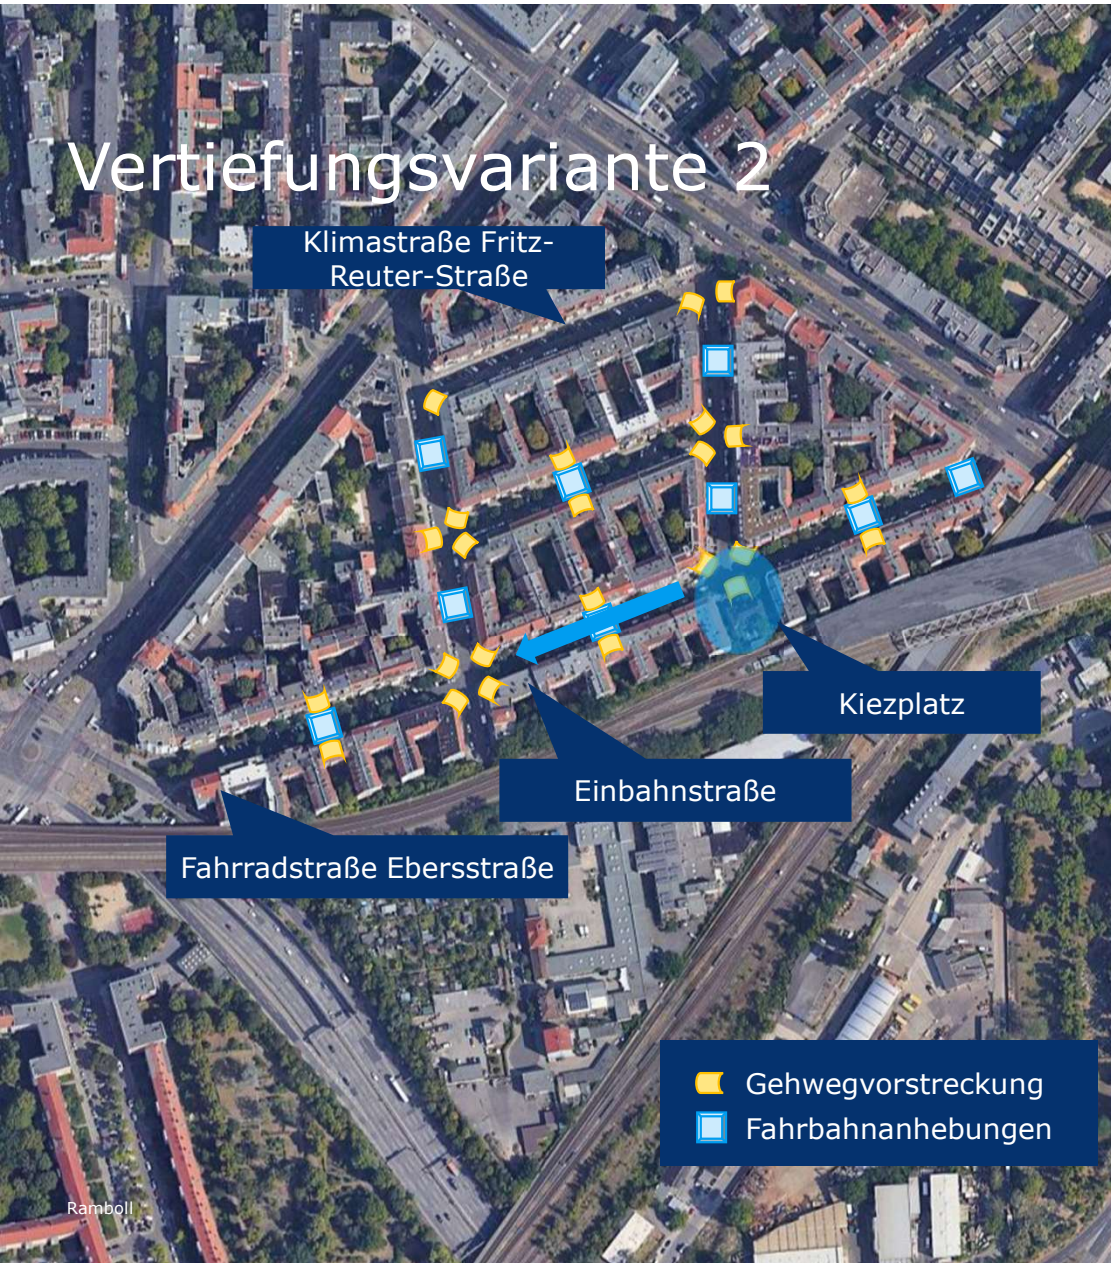 Vertiefungsvariante 2
Klimastraße Fritz-
Reuter-Straße
Kiezplatz
Einbahnstraße
Fahrradstraße Ebersstraße
Gehwegvorstreckung
Fahrbahnanhebungen
Ramboll